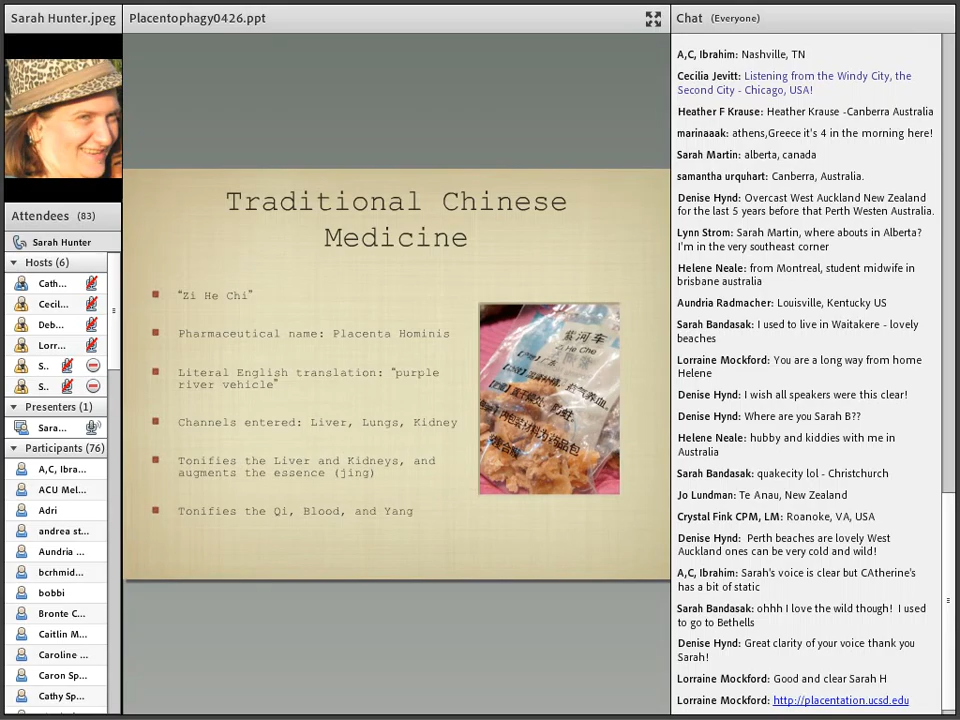 Sarah Hunter.jpeg
Attendees (83)
Sarah Hunter
Hosts (6)
Cath...
Cecil...
Deb...
Lorr...
S..
S..
Presenters (1)
Sara...
Participants (76)
A,C, Ibra...
ACU Mel...
Adri
andrea st...
Aundria ...
bcrhmid...
bobbi
Bronte C...
Caitlin M...
Caroline ...
Caron Sp...
Cathy Sp...
Placentophagy0426.ppt
Traditional Chinese
Medicine
"Zi He Chi"
Pharmaceutical name: Placenta Hominis
Literal English translation: "purple
river vehicle"
Channels entered: Liver, Lungs, Kidney
Tonifies the Liver and Kidneys, and
augments the essence (jing)
Tonifies the Qi, Blood, and Yang
紫河车
Zi He Che
Chat (Everyone)
A,C, Ibrahim: Nashville, TN
Cecilia Jevitt: Listening from the Windy City, the
Second City - Chicago, USA!
Heather F Krause: Heather Krause -Canberra Australia
marinaaak: athens,Greece it's 4 in the morning here!
Sarah Martin: alberta, canada
samantha urquhart: Canberra, Australia.
Denise Hynd: Overcast West Auckland New Zealand
for the last 5 years before that Perth Westen Australia.
Lynn Strom: Sarah Martin, where abouts in Alberta?
I'm in the very southeast corner
Helene Neale: from Montreal, student midwife in
brisbane australia
Aundria Radmacher: Louisville, Kentucky US
Sarah Bandasak: I used to live in Waitakere - lovely
beaches
Lorraine Mockford: You are a long way from home
Helene
Denise Hynd: I wish all speakers were this clear!
Denise Hynd: Where are you Sarah B??
Helene Neale: hubby and kiddies with me in
Australia
Sarah Bandasak: quakecity lol - Christchurch
Jo Lundman: Te Anau, New Zealand
Crystal Fink CPM, LM: Roanoke, VA, USA
Denise Hynd: Perth beaches are lovely West
Auckland ones can be very cold and wild!
A,C, Ibrahim: Sarah's voice is clear but CAtherine's
has a bit of static
Sarah Bandasak: ohhh I love the wild though! I used
to go to Bethells
Denise Hynd: Great clarity of your voice thank you
Sarah!
Lorraine Mockford: Good and clear Sarah H
Lorraine Mockford: http://placentation.ucsd.edu